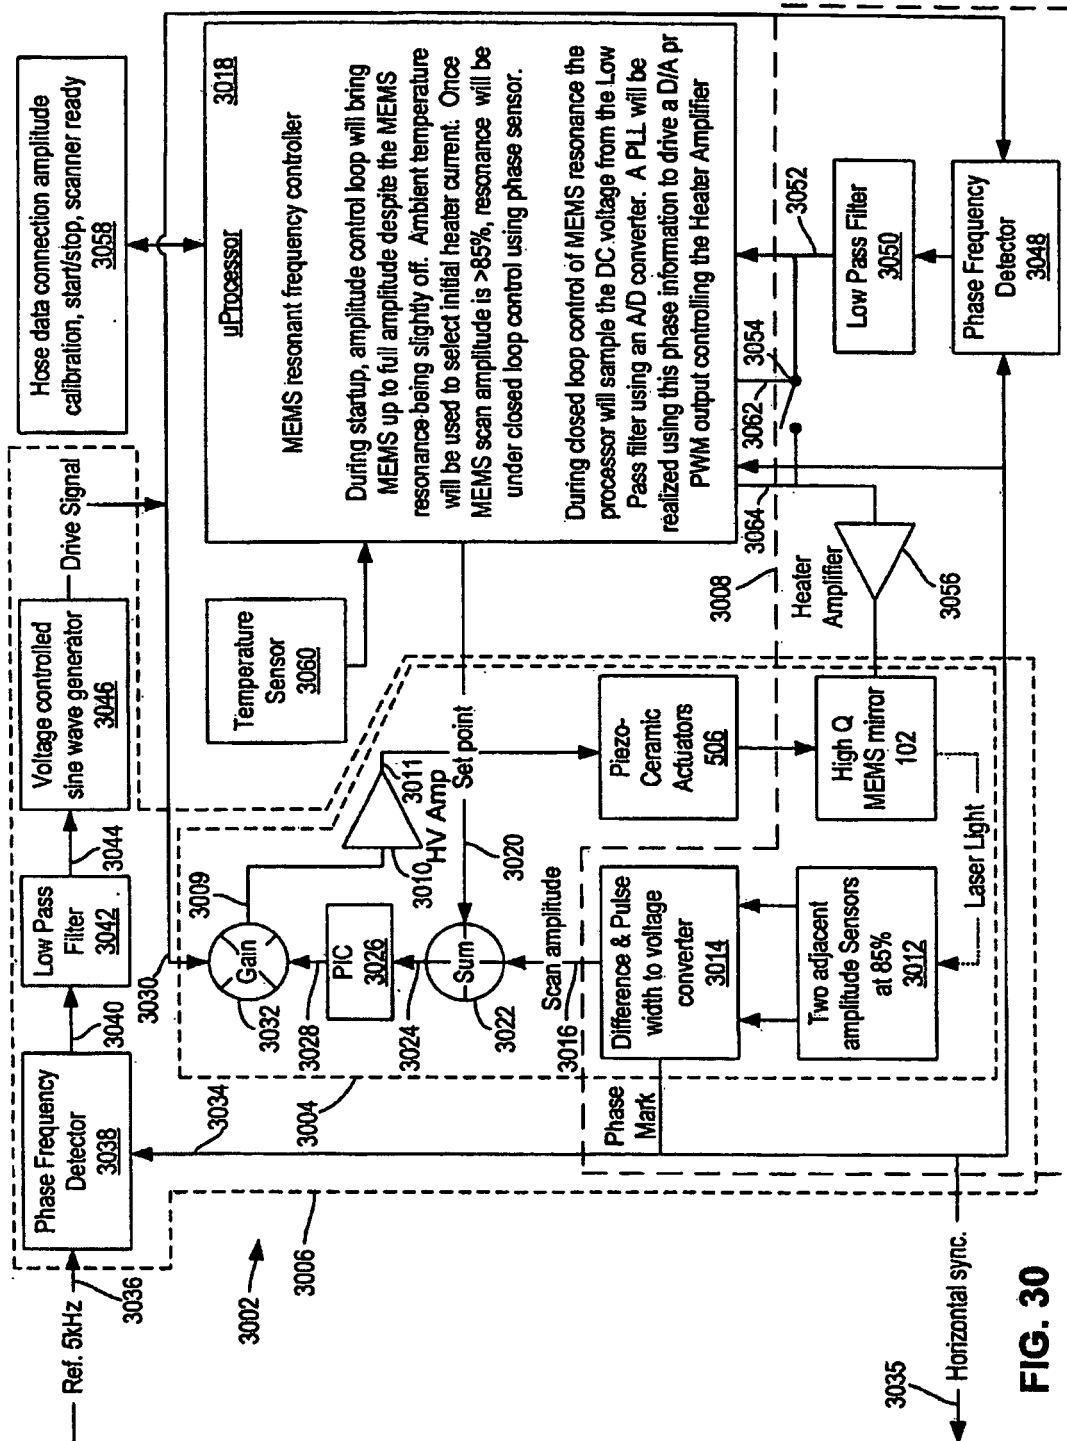 Ref. 5kHz
3036
Phase Frequency
Detector
3038
3040
Low Pass
Filter
3042
3044
Voltage controlled
sine wave generator
3046
Drive Signal
Hose data connection amplitude
calibration, start/stop, scanner ready
3058
3034
3030
3002
3006
3004
Gain
3032
3009
3028
PIC
3026
3024
Sum
3022
3010
3011
HV Amp
Set point
3020
Temperature
Sensor
3060
µProcessor
3018
MEMS resonant frequency controller
During startup, amplitude control loop will bring
MEMS up to full amplitude despite the MEMS
resonance being slightly off. Ambient temperature
will be used to select initial heater current. Once
MEMS scan amplitude is >85%, resonance will be
under closed loop control using phase sensor.
During closed loop control of MEMS resonance the
processor will sample the DC voltage from the Low
Pass filter using an A/D converter. A PLL will be
realized using this phase information to drive a D/A pr
PWM output controlling the Heater Amplifier
Scan amplitude
3016
Phase
Mark
Difference & Pulse
width to voltage
converter
3014
Piezo-
Ceramic
Actuators
506
3008
3064
3062
3054
3052
Low Pass Filter
3050
Two adjacent
amplitude Sensors
at 85%
3012
High Q
MEMS mirror
102
Heater
Amplifier
3056
Phase Frequency
Detector
3048
Laser Light
3035
Horizontal sync.
FIG. 30